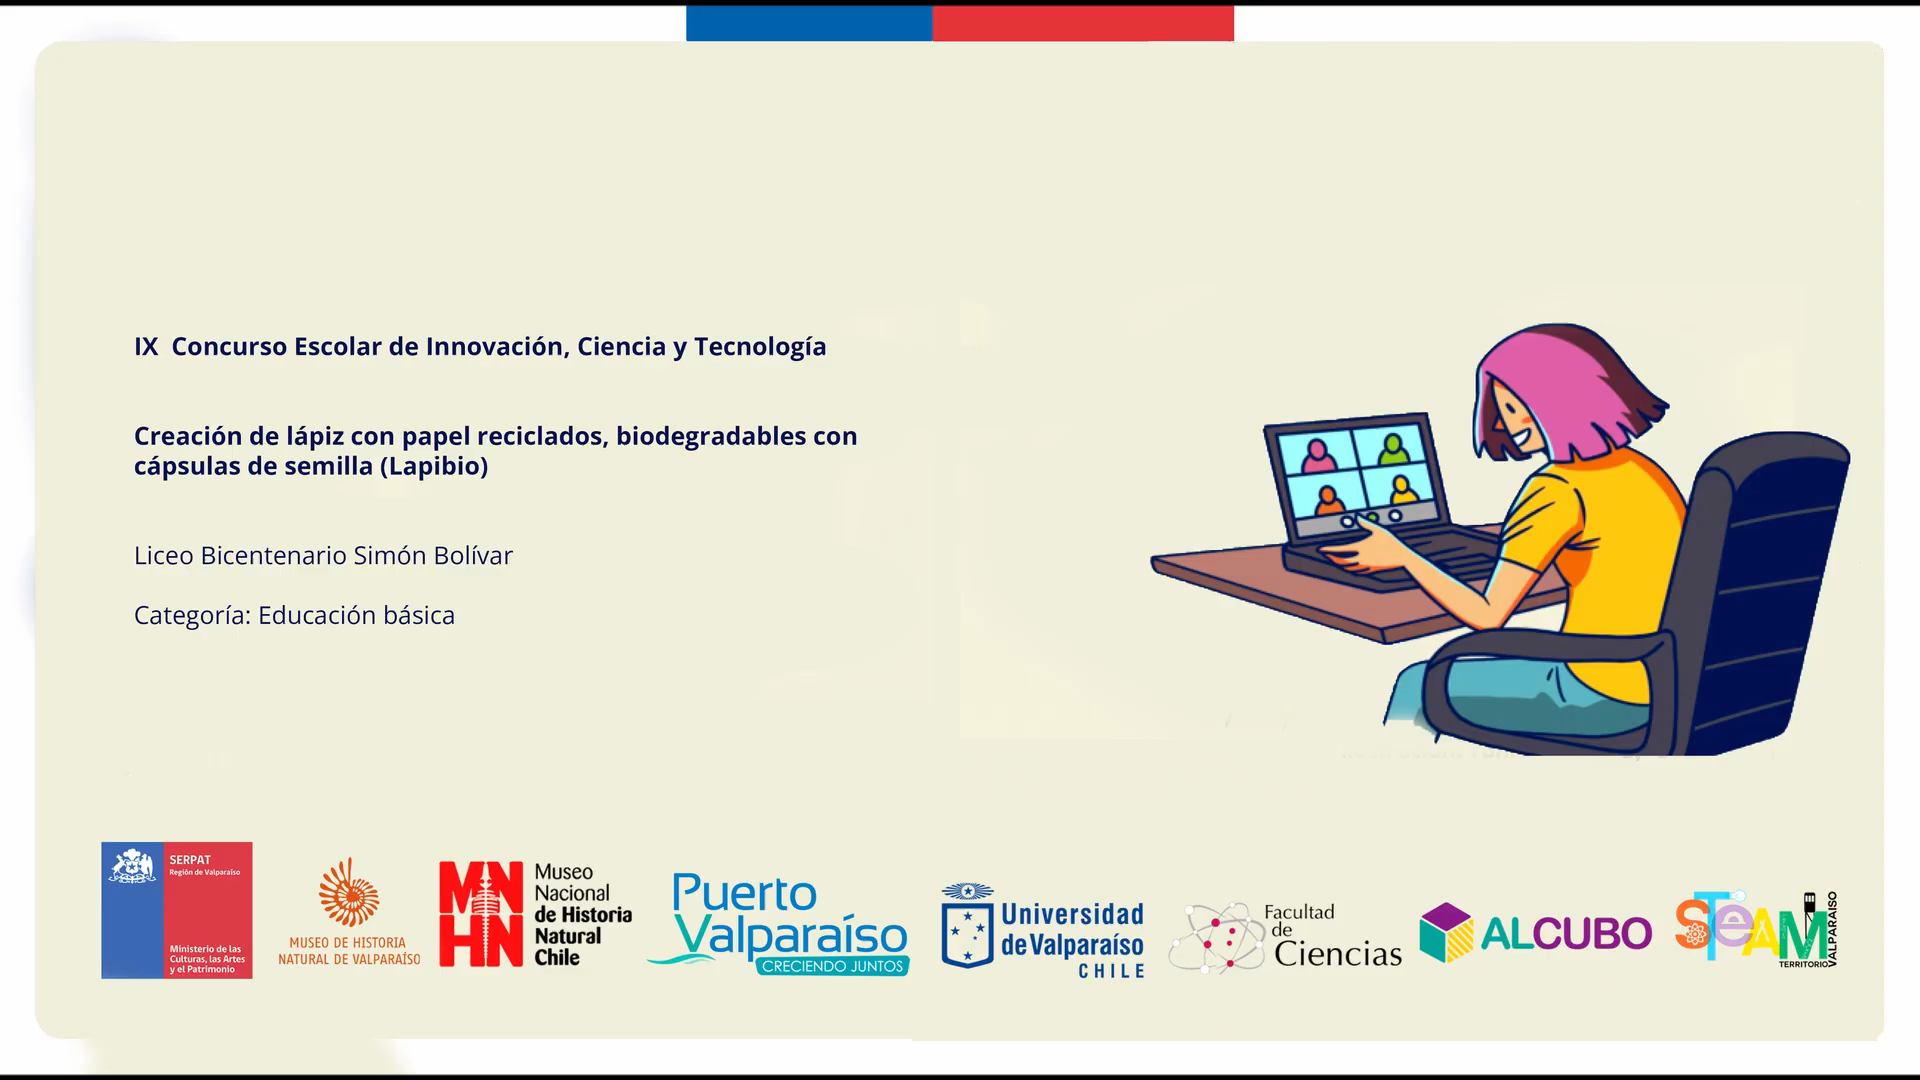 IX  Concurso Escolar de Innovación, Ciencia y Tecnología
Creación de lápiz con papel reciclados, biodegradables con
cápsulas de semilla (Lapibio)
Liceo Bicentenario Simón Bolívar
Categoría: Educación básica
SERPAT
Región de Valparaíso
Ministerio de las
Culturas, las Artes
y el Patrimonio
MUSEO DE HISTORIA
NATURAL DE VALPARAÍSO
MN
HN
Museo
Nacional
de Historia
Natural
Chile
Puerto
Valparaíso
CRECIENDO JUNTOS
Universidad
de Valparaíso
CHILE
Facultad
de
Ciencias
ALCUBO
STeAM
TERRITORIO
VALPARAISO